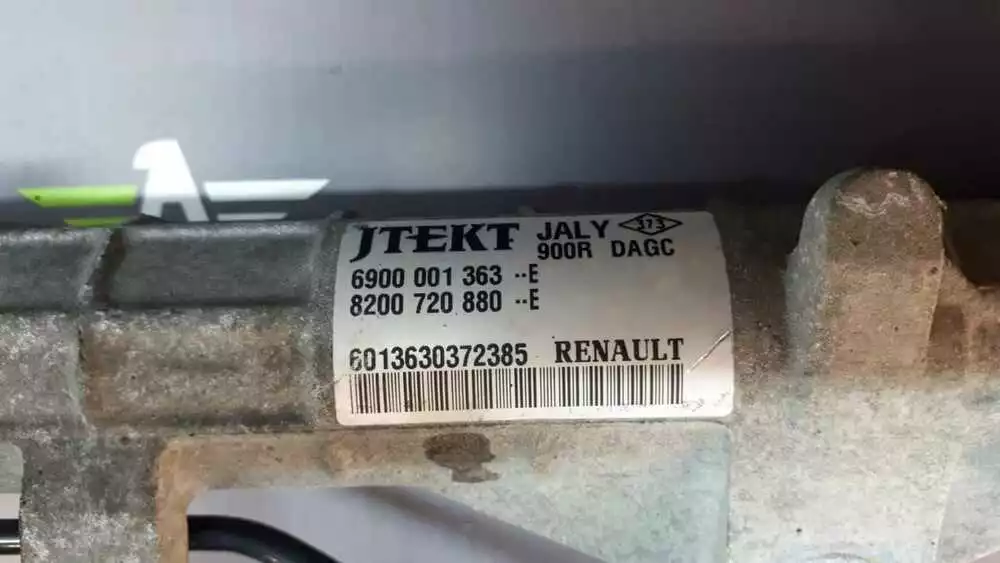 A
JTEKT JALY 373
900R DAGC
6900 001 363 --E
8200 720 880 --E
6013630372385 RENAULT